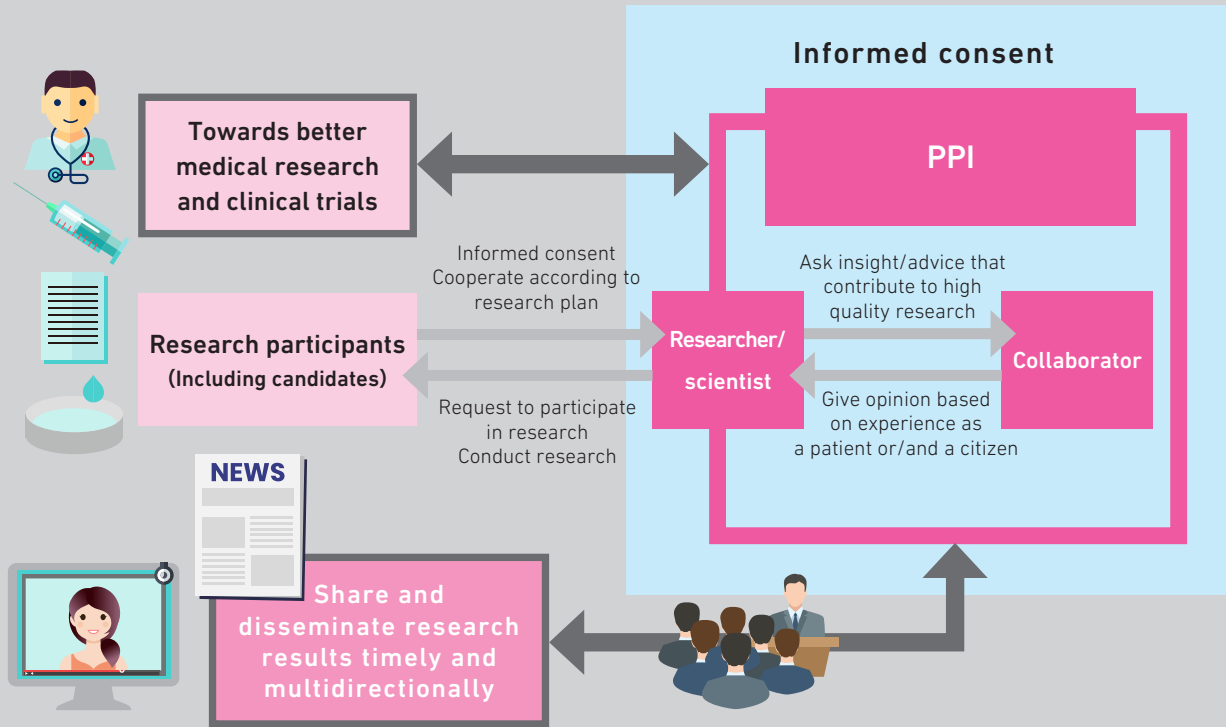 Informed consent
PPI
Towards better
medical research
and clinical trials
Informed consent
Cooperate according to
research plan
Research participants
(Including candidates)
Request to participate
in research
Conduct research
Researcher/
scientist
Ask insight/advice that
contribute to high
quality research
Collaborator
Give opinion based
on experience as
a patient or/and a citizen
NEWS
Share and
disseminate research
results timely and
multidirectionally